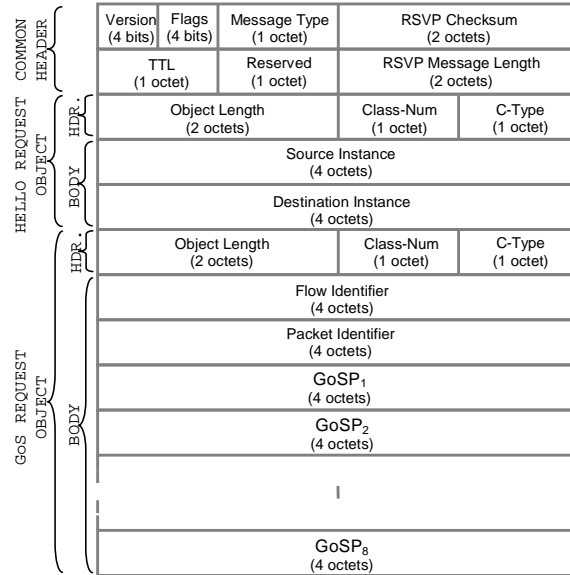 Version Flags Message Type RSVP Checksum
(4 bits) (4 bits) (1 octet) (2 octets)
TTL Reserved RSVP Message Length
(1 octet) (1 octet) (2 octets)
COMMON
HEADER
Object Length Class-Num C-Type
(2 octets) (1 octet) (1 octet)
HDR.
Source Instance
(4 octets)
Destination Instance
(4 octets)
BODY
HELLO REQUEST
OBJECT
Object Length Class-Num C-Type
(2 octets) (1 octet) (1 octet)
HDR.
Flow Identifier
(4 octets)
Packet Identifier
(4 octets)
GoSP₁
(4 octets)
GoSP₂
(4 octets)
GoSP₈
(4 octets)
BODY
GoS REQUEST
OBJECT